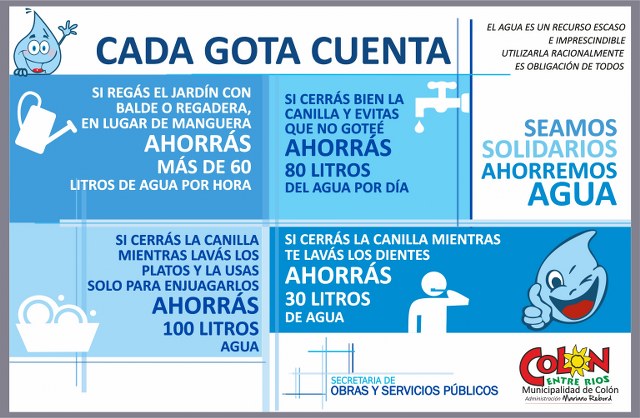 CADA GOTA CUENTA
EL AGUA ES UN RECURSO ESCASO
E IMPRESCINDIBLE
UTILIZARLA RACIONALMENTE
ES OBLIGACIÓN DE TODOS
SI REGÁS EL JARDÍN CON
BALDE O REGADERA,
EN LUGAR DE MANGUERA
AHORRÁS
MÁS DE 60
LITROS DE AGUA POR HORA
SI CERRÁS BIEN LA
CANILLA Y EVITAS
QUE NO GOTEÉ
AHORRÁS
80 LITROS
DEL AGUA POR DÍA
SEAMOS
SOLIDARIOS
AHORREMOS
AGUA
SI CERRÁS LA CANILLA
MIENTRAS LAVÁS LOS
PLATOS Y LA USAS
SOLO PARA ENJUAGARLOS
AHORRÁS
100 LITROS
AGUA
SI CERRÁS LA CANILLA MIENTRAS
TE LAVÁS LOS DIENTES
AHORRÁS
30 LITROS
DE AGUA
SECRETARIA DE
OBRAS Y SERVICIOS PÚBLICOS
COLÓN
ENTRE RIOS
Municipalidad de Colón
Administración Mariano Rebord